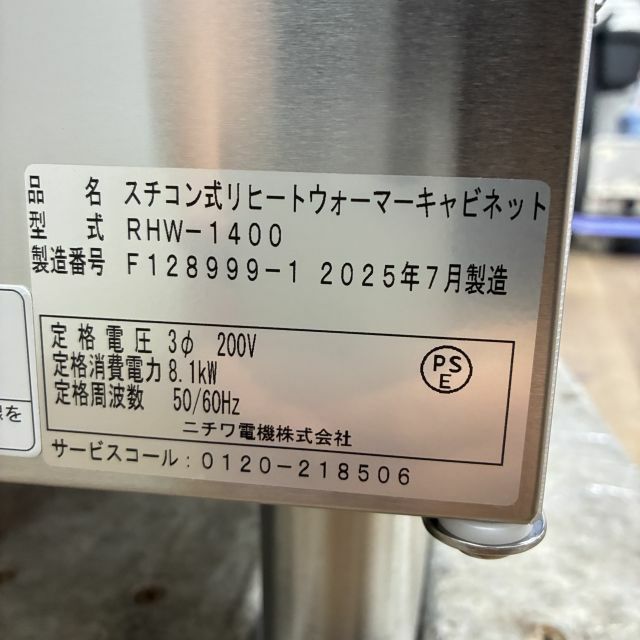 品名 スチコン式リヒートウォーマーキャビネット
型式 RHW-1400
製造番号 F128999-1 2025年7月製造
定格電圧 3φ 200V
定格消費電力 8.1kW
定格周波数 50/60Hz
PS
E
ニチワ電機株式会社
サービスコール:0120-218506
を